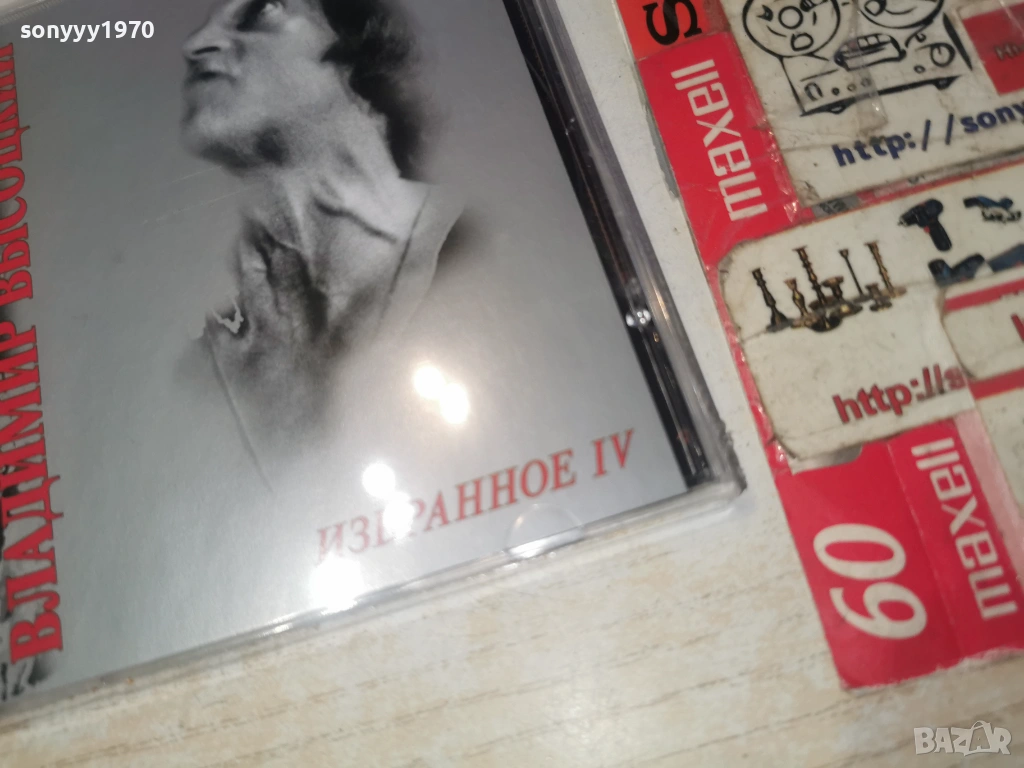 sonyyy1970
ВЛАДИМИР ВЫСОЦКИЙ
ИЗБРАННОЕ IV
S
maxell
http://sony
http://s
60
maxell
BAZAR